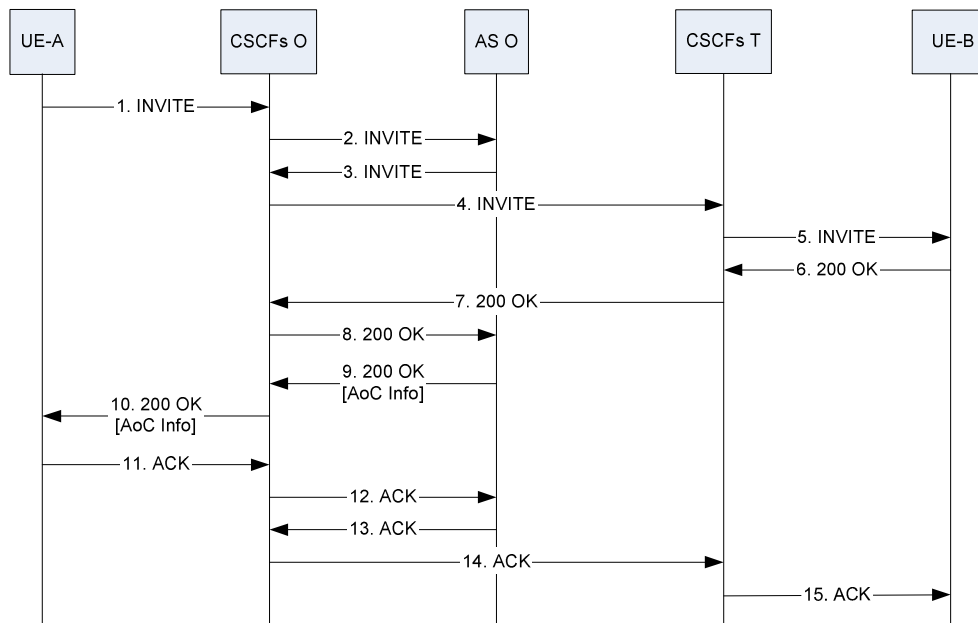 UE-A
CSCFs O
AS O
CSCFs T
UE-B
1. INVITE
2. INVITE
3. INVITE
4. INVITE
5. INVITE
6. 200 OK
7. 200 OK
8. 200 OK
9. 200 OK
[AoC Info]
10. 200 OK
[AoC Info]
11. ACK
12. ACK
13. ACK
14. ACK
15. ACK